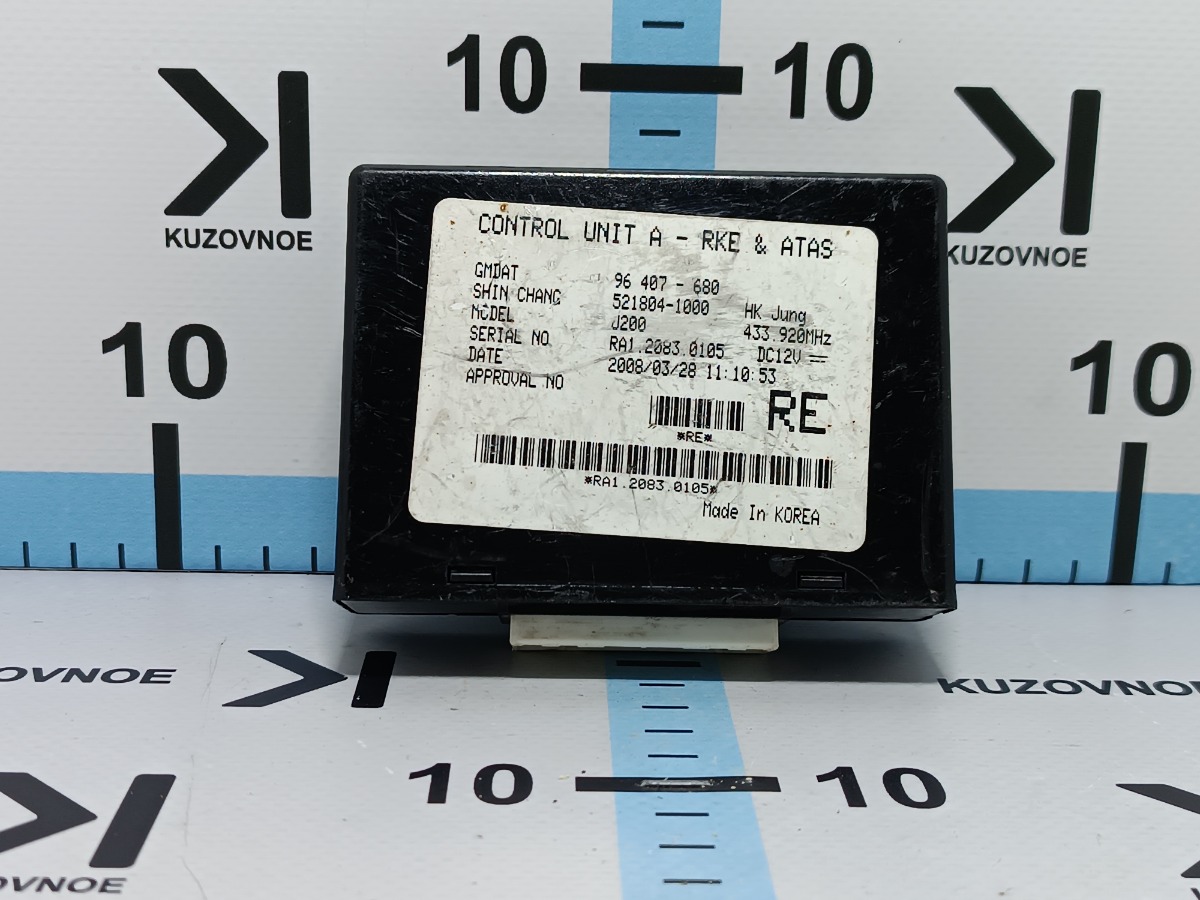 10 10
KUZOVNOE
KUZOVNOE
CONTROL UNIT A - RKE & ATAS
GMDAT 96 407 - 680
SHIN CHANG 521804-1000 HK Jung
MODEL J200 433.920MHz
SERIAL NO RA1.2083.0105 DC12V
DATE 2008/03/28 11:10:53
APPROVAL NO
RE
*RE*
*RA1.2083.0105*
Made In KOREA
10
10
KUZOVNOE
KUZOVNOE
10 10
KUZOVNOE